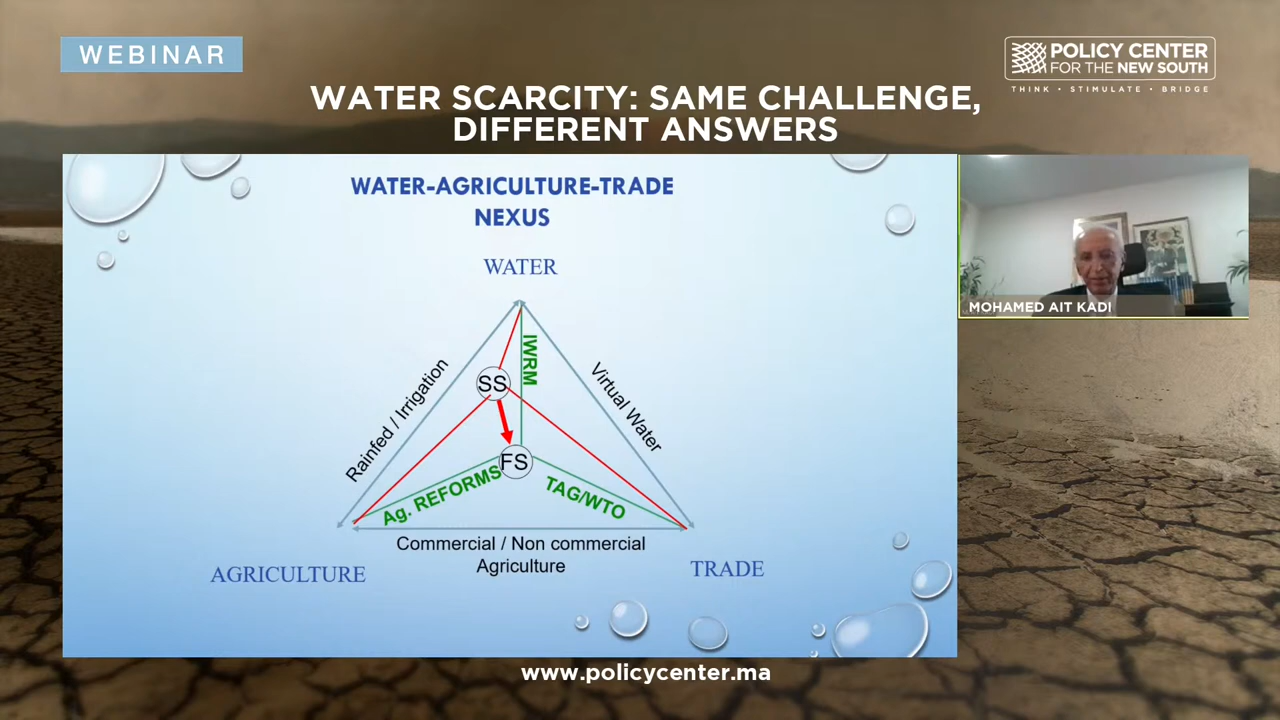 WEBINAR
POLICY CENTER
FOR THE NEW SOUTH
THINK • STIMULATE • BRIDGE
WATER SCARCITY: SAME CHALLENGE,
DIFFERENT ANSWERS
WATER-AGRICULTURE-TRADE
NEXUS
WATER
IWRM
SS
Rainfed / Irrigation
Virtual Water
FS
Ag. REFORMS
TAG/WTO
Commercial / Non commercial
Agriculture
AGRICULTURE
TRADE
MOHAMED AIT KADI
www.policycenter.ma